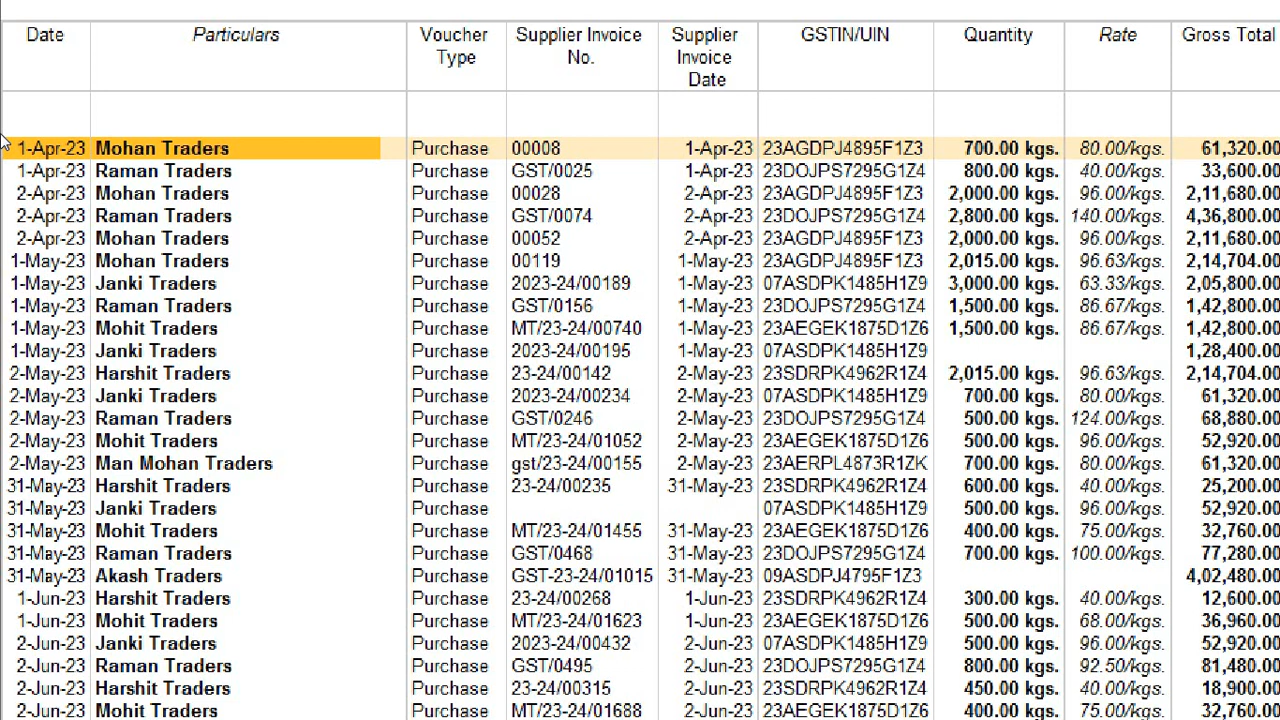 Date Particulars Voucher Type Supplier Invoice No. Supplier Invoice Date GSTIN/UIN Quantity Rate Gross Total
1-Apr-23 Mohan Traders Purchase 00008 1-Apr-23 23AGDPJ4895F1Z3 700.00 kgs. 80.00/kgs. 61,320.00
1-Apr-23 Raman Traders Purchase GST/0025 1-Apr-23 23DOJPS7295G1Z4 800.00 kgs. 40.00/kgs. 33,600.00
2-Apr-23 Mohan Traders Purchase 00028 2-Apr-23 23AGDPJ4895F1Z3 2,000.00 kgs. 96.00/kgs. 2,11,680.00
2-Apr-23 Raman Traders Purchase GST/0074 2-Apr-23 23DOJPS7295G1Z4 2,800.00 kgs. 140.00/kgs. 4,36,800.00
2-Apr-23 Mohan Traders Purchase 00052 2-Apr-23 23AGDPJ4895F1Z3 2,000.00 kgs. 96.00/kgs. 2,11,680.00
1-May-23 Mohan Traders Purchase 00119 1-May-23 23AGDPJ4895F1Z3 2,015.00 kgs. 96.63/kgs. 2,14,704.00
1-May-23 Janki Traders Purchase 2023-24/00189 1-May-23 07ASDPK1485H1Z9 3,000.00 kgs. 63.33/kgs. 2,05,800.00
1-May-23 Raman Traders Purchase GST/0156 1-May-23 23DOJPS7295G1Z4 1,500.00 kgs. 86.67/kgs. 1,42,800.00
1-May-23 Mohit Traders Purchase MT/23-24/00740 1-May-23 23AEGEK1875D1Z6 1,500.00 kgs. 86.67/kgs. 1,42,800.00
1-May-23 Janki Traders Purchase 2023-24/00195 1-May-23 07ASDPK1485H1Z9 1,28,400.00
2-May-23 Harshit Traders Purchase 23-24/00142 2-May-23 23SDRPK4962R1Z4 2,015.00 kgs. 96.63/kgs. 2,14,704.00
2-May-23 Janki Traders Purchase 2023-24/00234 2-May-23 07ASDPK1485H1Z9 700.00 kgs. 80.00/kgs. 61,320.00
2-May-23 Raman Traders Purchase GST/0246 2-May-23 23DOJPS7295G1Z4 500.00 kgs. 124.00/kgs. 68,880.00
2-May-23 Mohit Traders Purchase MT/23-24/01052 2-May-23 23AEGEK1875D1Z6 500.00 kgs. 96.00/kgs. 52,920.00
2-May-23 Man Mohan Traders Purchase gst/23-24/00155 2-May-23 23AERPL4873R1ZK 700.00 kgs. 80.00/kgs. 61,320.00
31-May-23 Harshit Traders Purchase 23-24/00235 31-May-23 23SDRPK4962R1Z4 600.00 kgs. 40.00/kgs. 25,200.00
31-May-23 Janki Traders Purchase 07ASDPK1485H1Z9 500.00 kgs. 96.00/kgs. 52,920.00
31-May-23 Mohit Traders Purchase MT/23-24/01455 31-May-23 23AEGEK1875D1Z6 400.00 kgs. 75.00/kgs. 32,760.00
31-May-23 Raman Traders Purchase GST/0468 31-May-23 23DOJPS7295G1Z4 700.00 kgs. 100.00/kgs. 77,280.00
31-May-23 Akash Traders Purchase GST-23-24/01015 31-May-23 09ASDPJ4795F1Z3 4,02,480.00
1-Jun-23 Harshit Traders Purchase 23-24/00268 1-Jun-23 23SDRPK4962R1Z4 300.00 kgs. 40.00/kgs. 12,600.00
1-Jun-23 Mohit Traders Purchase MT/23-24/01623 1-Jun-23 23AEGEK1875D1Z6 500.00 kgs. 68.00/kgs. 36,960.00
2-Jun-23 Janki Traders Purchase 2023-24/00432 2-Jun-23 07ASDPK1485H1Z9 500.00 kgs. 96.00/kgs. 52,920.00
2-Jun-23 Raman Traders Purchase GST/0495 2-Jun-23 23DOJPS7295G1Z4 800.00 kgs. 92.50/kgs. 81,480.00
2-Jun-23 Harshit Traders Purchase 23-24/00315 2-Jun-23 23SDRPK4962R1Z4 450.00 kgs. 40.00/kgs. 18,900.00
2-Jun-23 Mohit Traders Purchase MT/23-24/01688 2-Jun-23 23AEGEK1875D1Z6 400.00 kgs. 75.00/kgs. 32,760.00